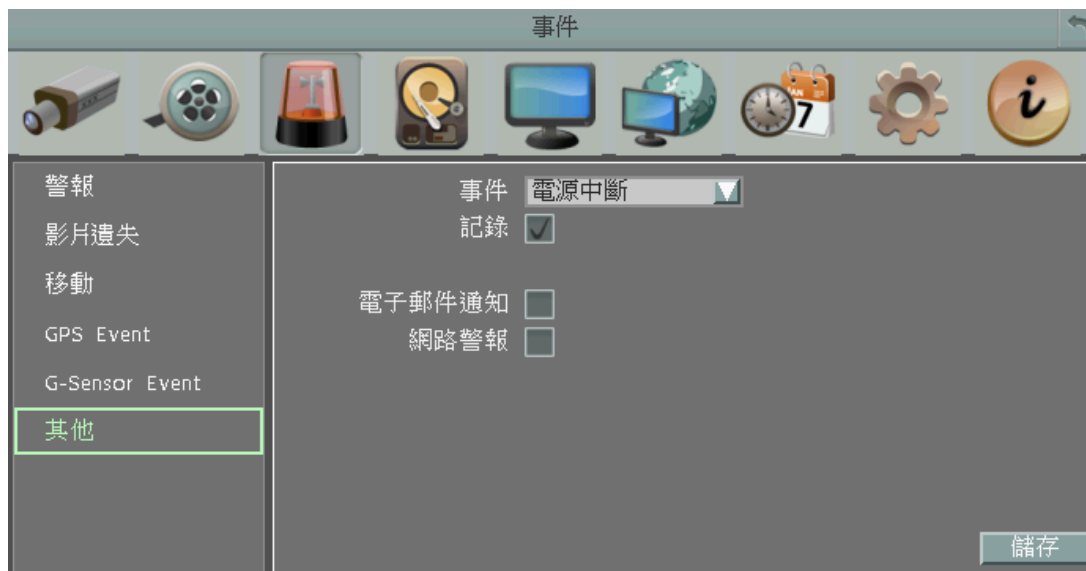 事件
JAN
7
i
警報
影片遺失
移動
GPS Event
G-Sensor Event
其他
事件 電源中斷
記錄
電子郵件通知
網路警報
儲存